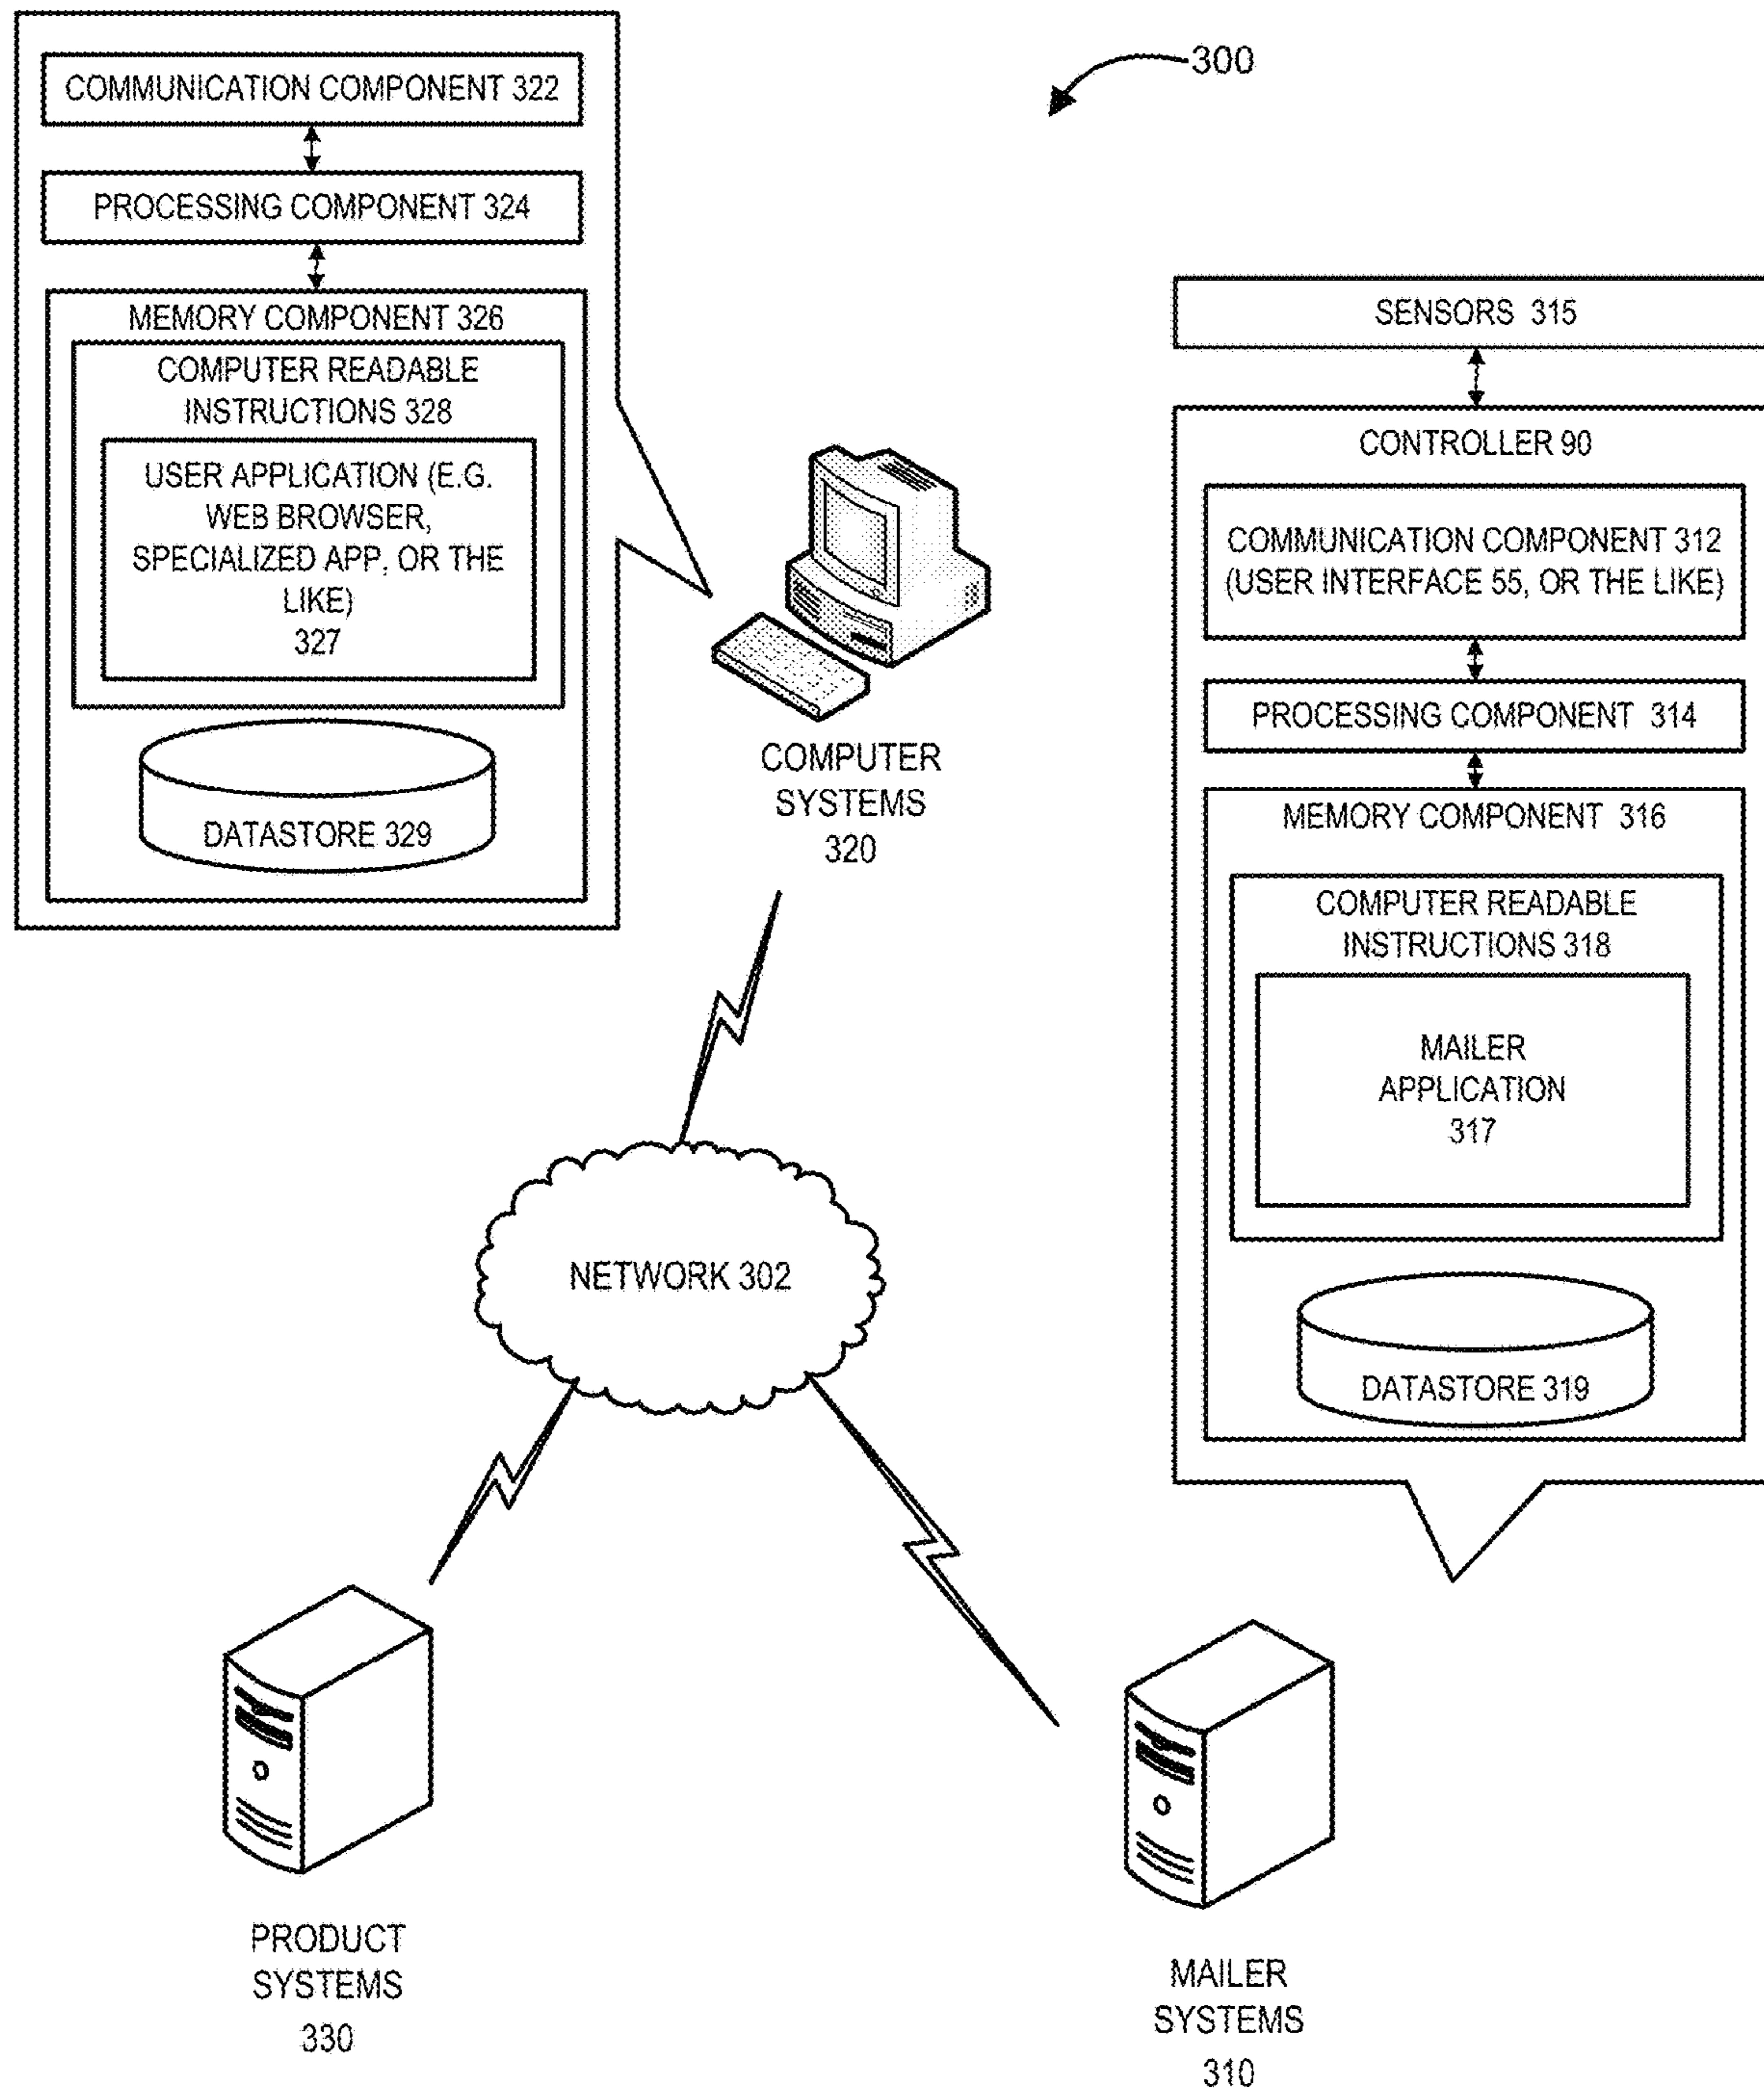 300
COMMUNICATION COMPONENT 322
PROCESSING COMPONENT 324
MEMORY COMPONENT 326
COMPUTER READABLE
INSTRUCTIONS 328
USER APPLICATION (E.G.
WEB BROWSER,
SPECIALIZED APP, OR THE
LIKE)
327
DATASTORE 329
COMPUTER
SYSTEMS
320
SENSORS 315
CONTROLLER 90
COMMUNICATION COMPONENT 312
(USER INTERFACE 55, OR THE LIKE)
PROCESSING COMPONENT 314
MEMORY COMPONENT 316
COMPUTER READABLE
INSTRUCTIONS 318
MAILER
APPLICATION
317
DATASTORE 319
NETWORK 302
PRODUCT
SYSTEMS
330
MAILER
SYSTEMS
310